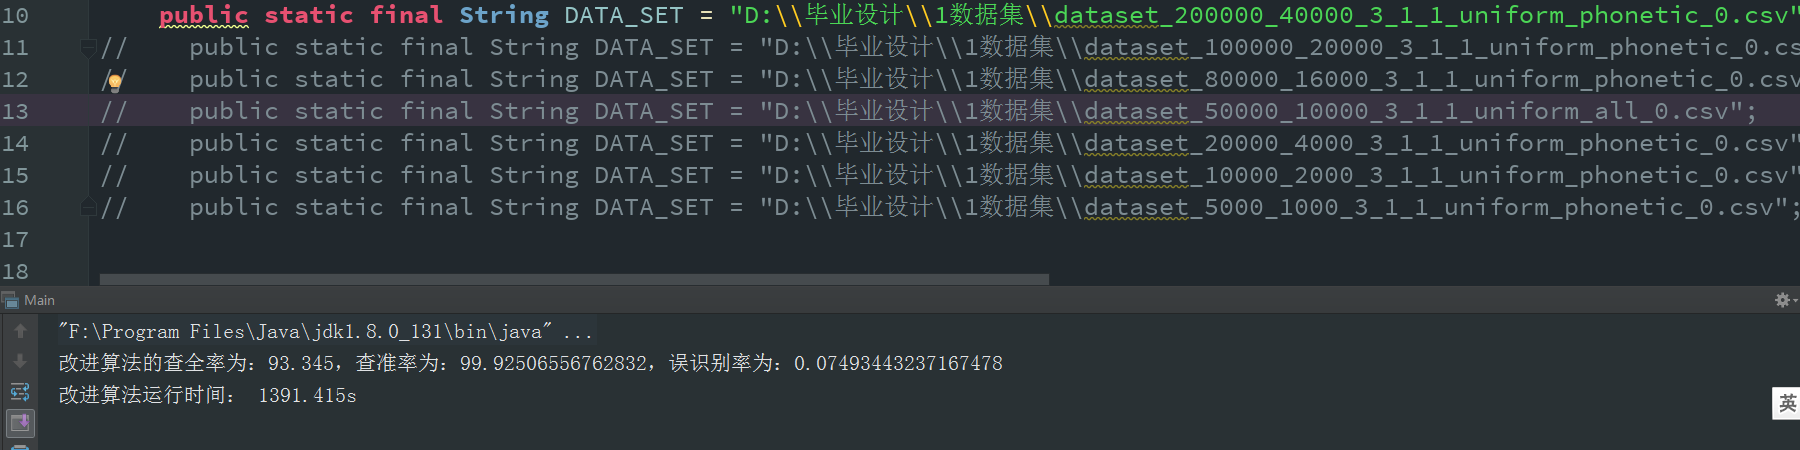 10 public static final String DATA_SET = "D:\\毕业设计\\1数据集\\dataset_200000_40000_3_1_1_uniform_phonetic_0.csv"
11 // public static final String DATA_SET = "D:\\毕业设计\\1数据集\\dataset_100000_20000_3_1_1_uniform_phonetic_0.cs
12 // public static final String DATA_SET = "D:\\毕业设计\\1数据集\\dataset_80000_16000_3_1_1_uniform_phonetic_0.csv
13 // public static final String DATA_SET = "D:\\毕业设计\\1数据集\\dataset_50000_10000_3_1_1_uniform_all_0.csv";
14 // public static final String DATA_SET = "D:\\毕业设计\\1数据集\\dataset_20000_4000_3_1_1_uniform_phonetic_0.csv"
15 // public static final String DATA_SET = "D:\\毕业设计\\1数据集\\dataset_10000_2000_3_1_1_uniform_phonetic_0.csv"
16 // public static final String DATA_SET = "D:\\毕业设计\\1数据集\\dataset_5000_1000_3_1_1_uniform_phonetic_0.csv";
17
18
Main
"F:\Program Files\Java\jdk1.8.0_131\bin\java" ...
改进算法的查全率为：93.345，查准率为：99.92506556762832，误识别率为：0.07493443237167478
改进算法运行时间： 1391.415s
英